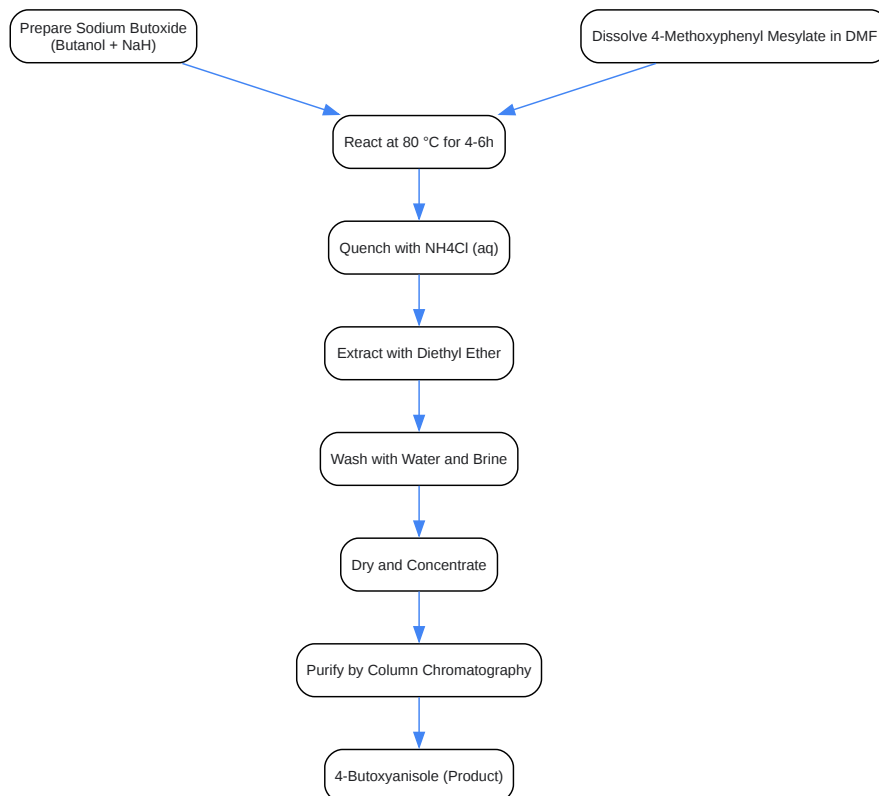 Prepare Sodium Butoxide
(Butanol + NaH)
Dissolve 4-Methoxyphenyl Mesylate in DMF
React at 80 °C for 4-6h
Quench with NH4Cl (aq)
Extract with Diethyl Ether
Wash with Water and Brine
Dry and Concentrate
Purify by Column Chromatography
4-Butoxyanisole (Product)